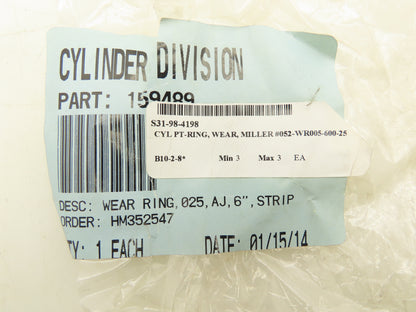 CYLINDER DIVISION
PART: 159489
S31-98-4198
CYL PT-RING, WEAR, MILLER #052-WR005-600-25
B10-2-8* Min 3 Max 3 EA
DESC: WEAR RING,025,AJ,6",STRIP
ORDER: HM352547
QTY: 1 EACH DATE: 01/15/14